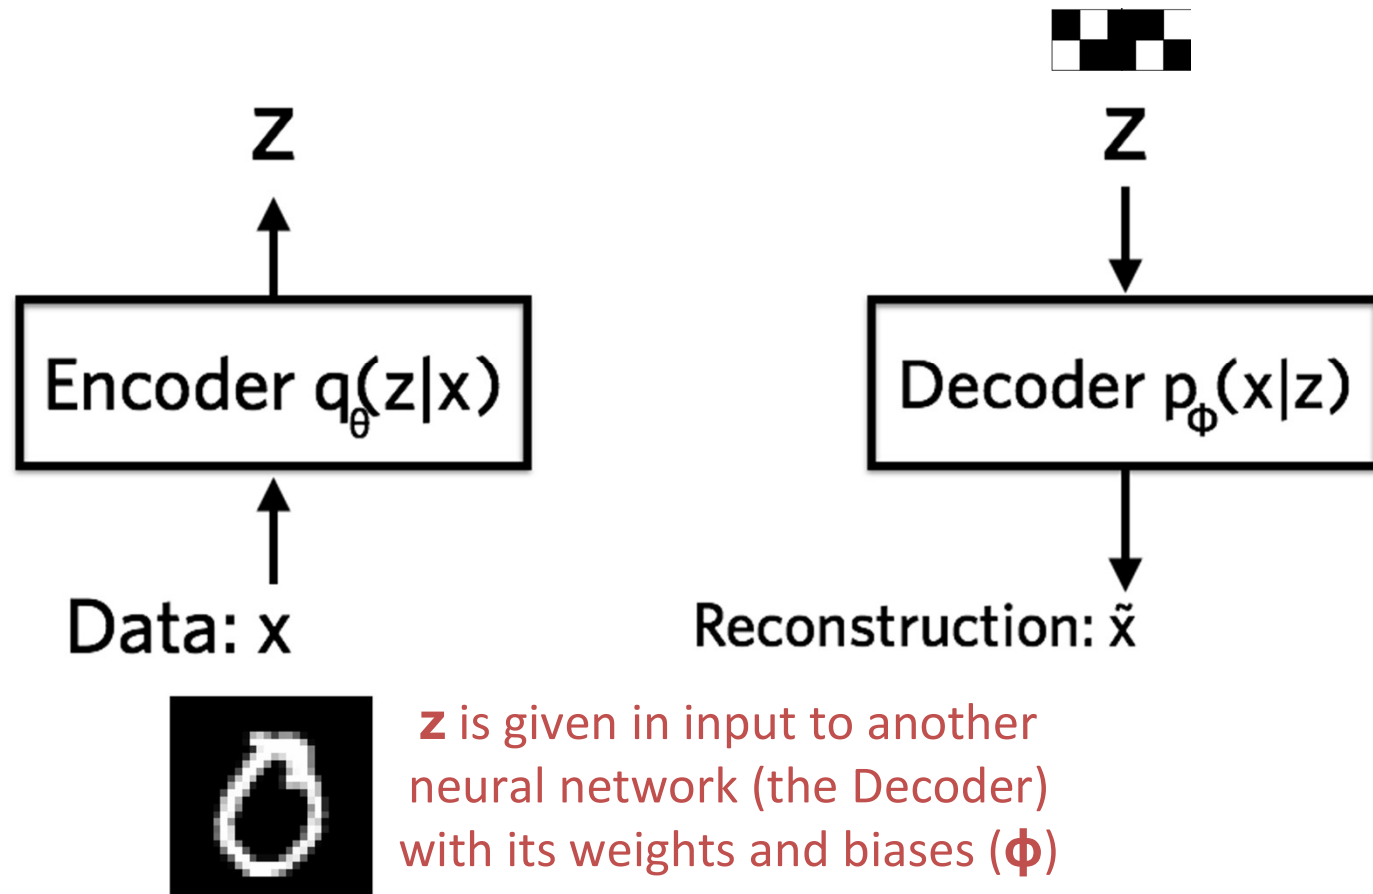 z
z
Encoder qθ(z|x)
Decoder pϕ(x|z)
Data: x
Reconstruction: x̃
z is given in input to another
neural network (the Decoder)
with its weights and biases (ϕ)